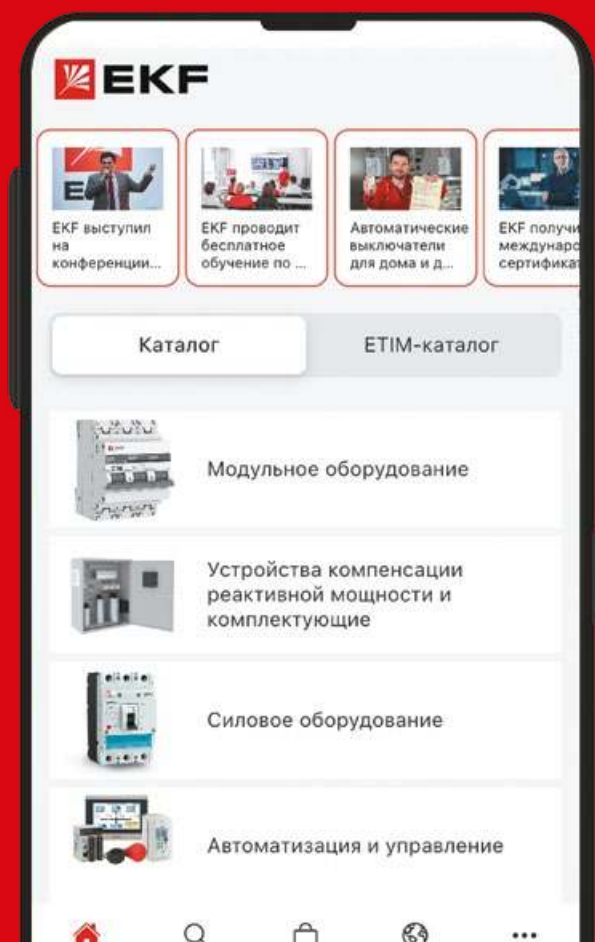 EKF
EKF выступил
на
конференции...
EKF проводит
бесплатное
обучение по ...
Автоматические
выключатели
для дома и д...
EKF получи
междунаро
сертифика
Каталог
ETIM-каталог
Модульное оборудование
Устройства компенсации
реактивной мощности и
комплектующие
Силовое оборудование
Автоматизация и управление